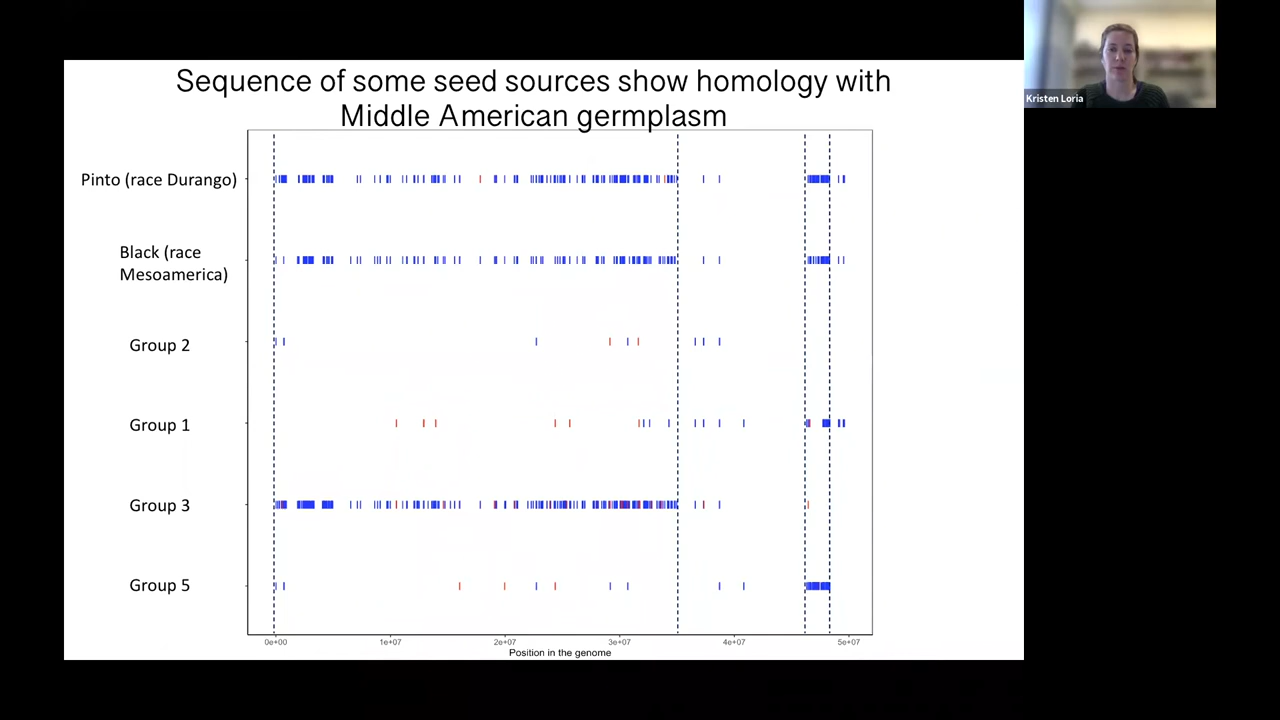 Sequence of some seed sources show homology with
Middle American germplasm
Kristen Loria
Pinto (race Durango)
Black (race
Mesoamerica)
Group 2
Group 1
Group 3
Group 5
0e+00 1e+07 2e+07 3e+07 4e+07 5e+07
Position in the genome